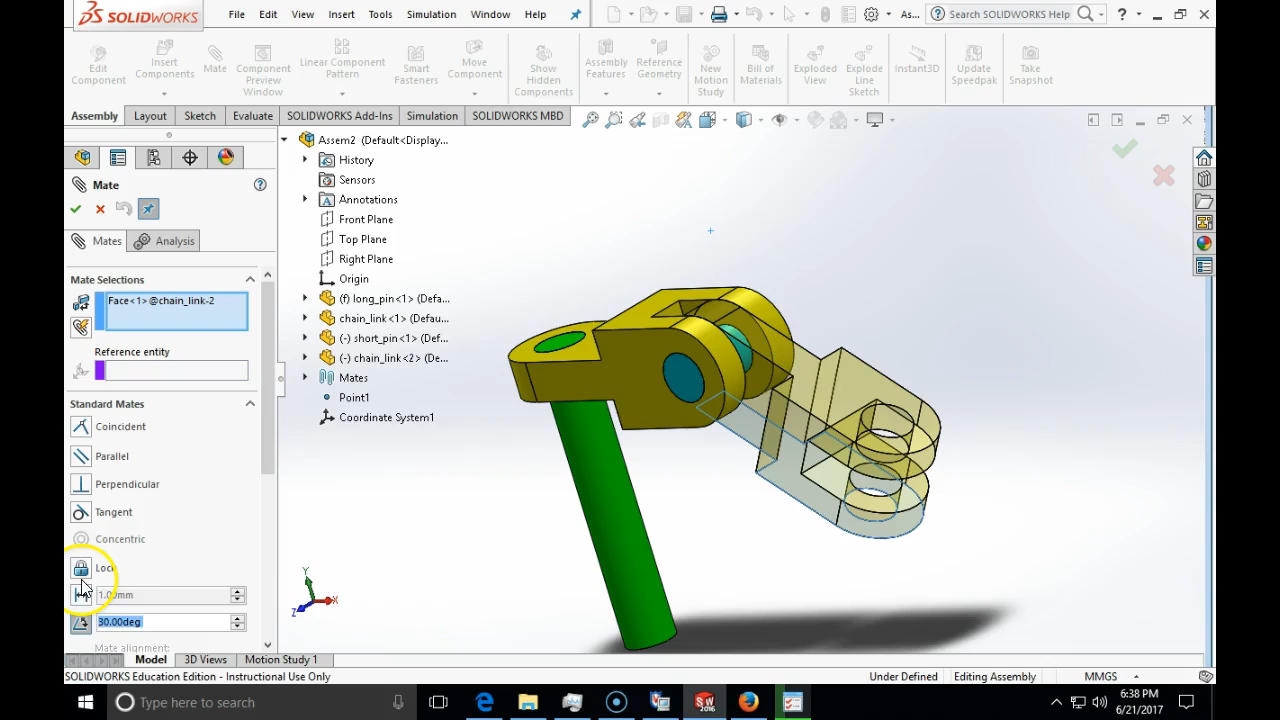 SOLIDWORKS File Edit View Insert Tools Simulation Window Help As... Search SOLIDWORKS Help ?
Edit Component
Insert Components
Mate
Component Preview Window
Linear Component Pattern
Smart Fasteners
Move Component
Show Hidden Components
Assembly Features
Reference Geometry
New Motion Study
Bill of Materials
Exploded View
Explode Line Sketch
Instant3D
Update Speedpak
Take Snapshot
Assembly Layout Sketch Evaluate SOLIDWORKS Add-Ins Simulation SOLIDWORKS MBD
Mate
Mates Analysis
Mate Selections
Face<1>@chain_link-2
Reference entity
Standard Mates
Coincident
Parallel
Perpendicular
Tangent
Concentric
Lock
30.00deg
Mate alignment:
Assem2 (Default<Display...
History
Sensors
Annotations
Front Plane
Top Plane
Right Plane
Origin
(f) long_pin<1> (Defa...
chain_link<1> (Defau...
(-) short_pin<1> (Def...
(-) chain_link<2> (De...
Mates
Point1
Coordinate System1
Y
Z X
Model 3D Views Motion Study 1
SOLIDWORKS Education Edition - Instructional Use Only Under Defined Editing Assembly MMGS
Type here to search
SW 2016
6:38 PM
6/21/2017